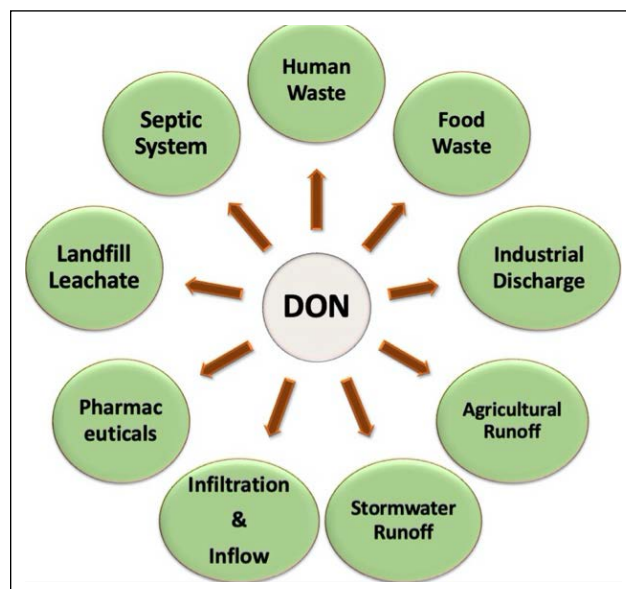 Human
Waste
Food
Waste
Industrial
Discharge
Agricultural
Runoff
Stormwater
Runoff
Infiltration
&
Inflow
Pharmac
euticals
Landfill
Leachate
Septic
System
DON